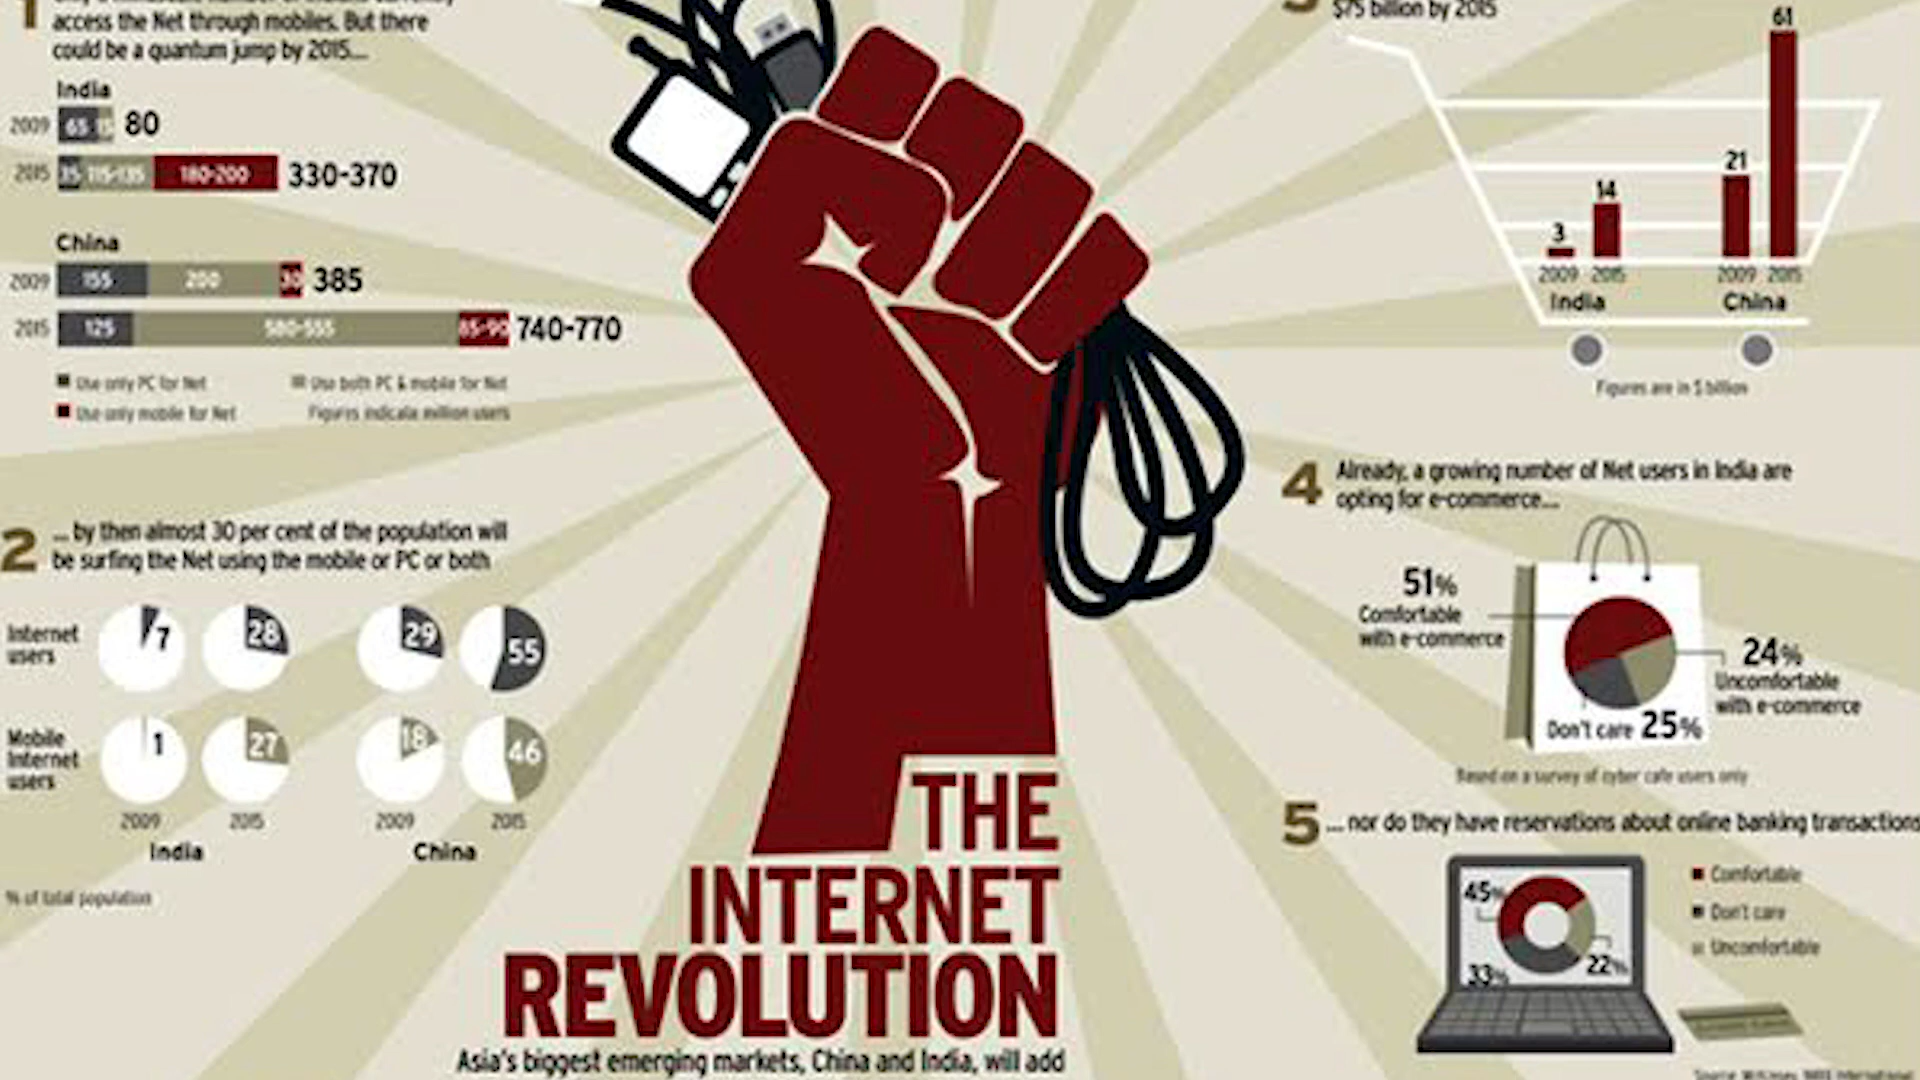 1
access the Net through mobiles. But there
could be a quantum jump by 2015....
India
2009 65 80
2015 35 115-135 180-200 330-370
China
2009 155 200 30 385
2015 125 580-555 85-90 740-770
Use only PC for Net
Use both PC & mobile for Net
Use only mobile for Net
Figures indicate million users
2 ... by then almost 30 per cent of the population will
be surfing the Net using the mobile or PC or both
Internet
users
7 28 29 55
Mobile
Internet
users
1 27 18 46
2009 2015 2009 2015
India China
% of total population
THE
INTERNET
REVOLUTION
Asia's biggest emerging markets, China and India, will add
$75 billion by 2015
3 14 21 61
2009 2015 2009 2015
India China
Figures are in $ billion
4 Already, a growing number of Net users in India are
opting for e-commerce....
51%
Comfortable
with e-commerce
24%
Uncomfortable
with e-commerce
Don't care 25%
Based on a survey of cyber cafe users only
5 ... nor do they have reservations about online banking transactions
45%
33%
22%
Comfortable
Don't care
Uncomfortable